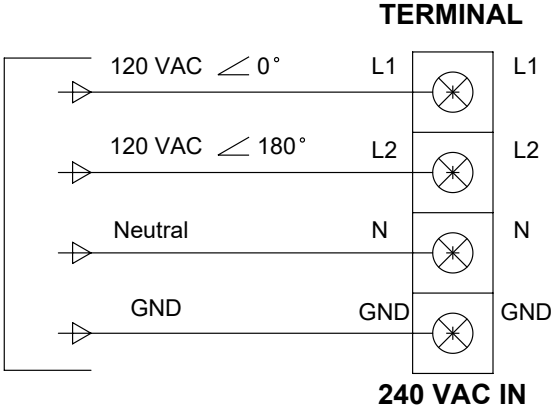 TERMINAL
120 VAC ∠ 0° L1 L1
120 VAC ∠ 180° L2 L2
Neutral N N
GND GND GND
240 VAC IN